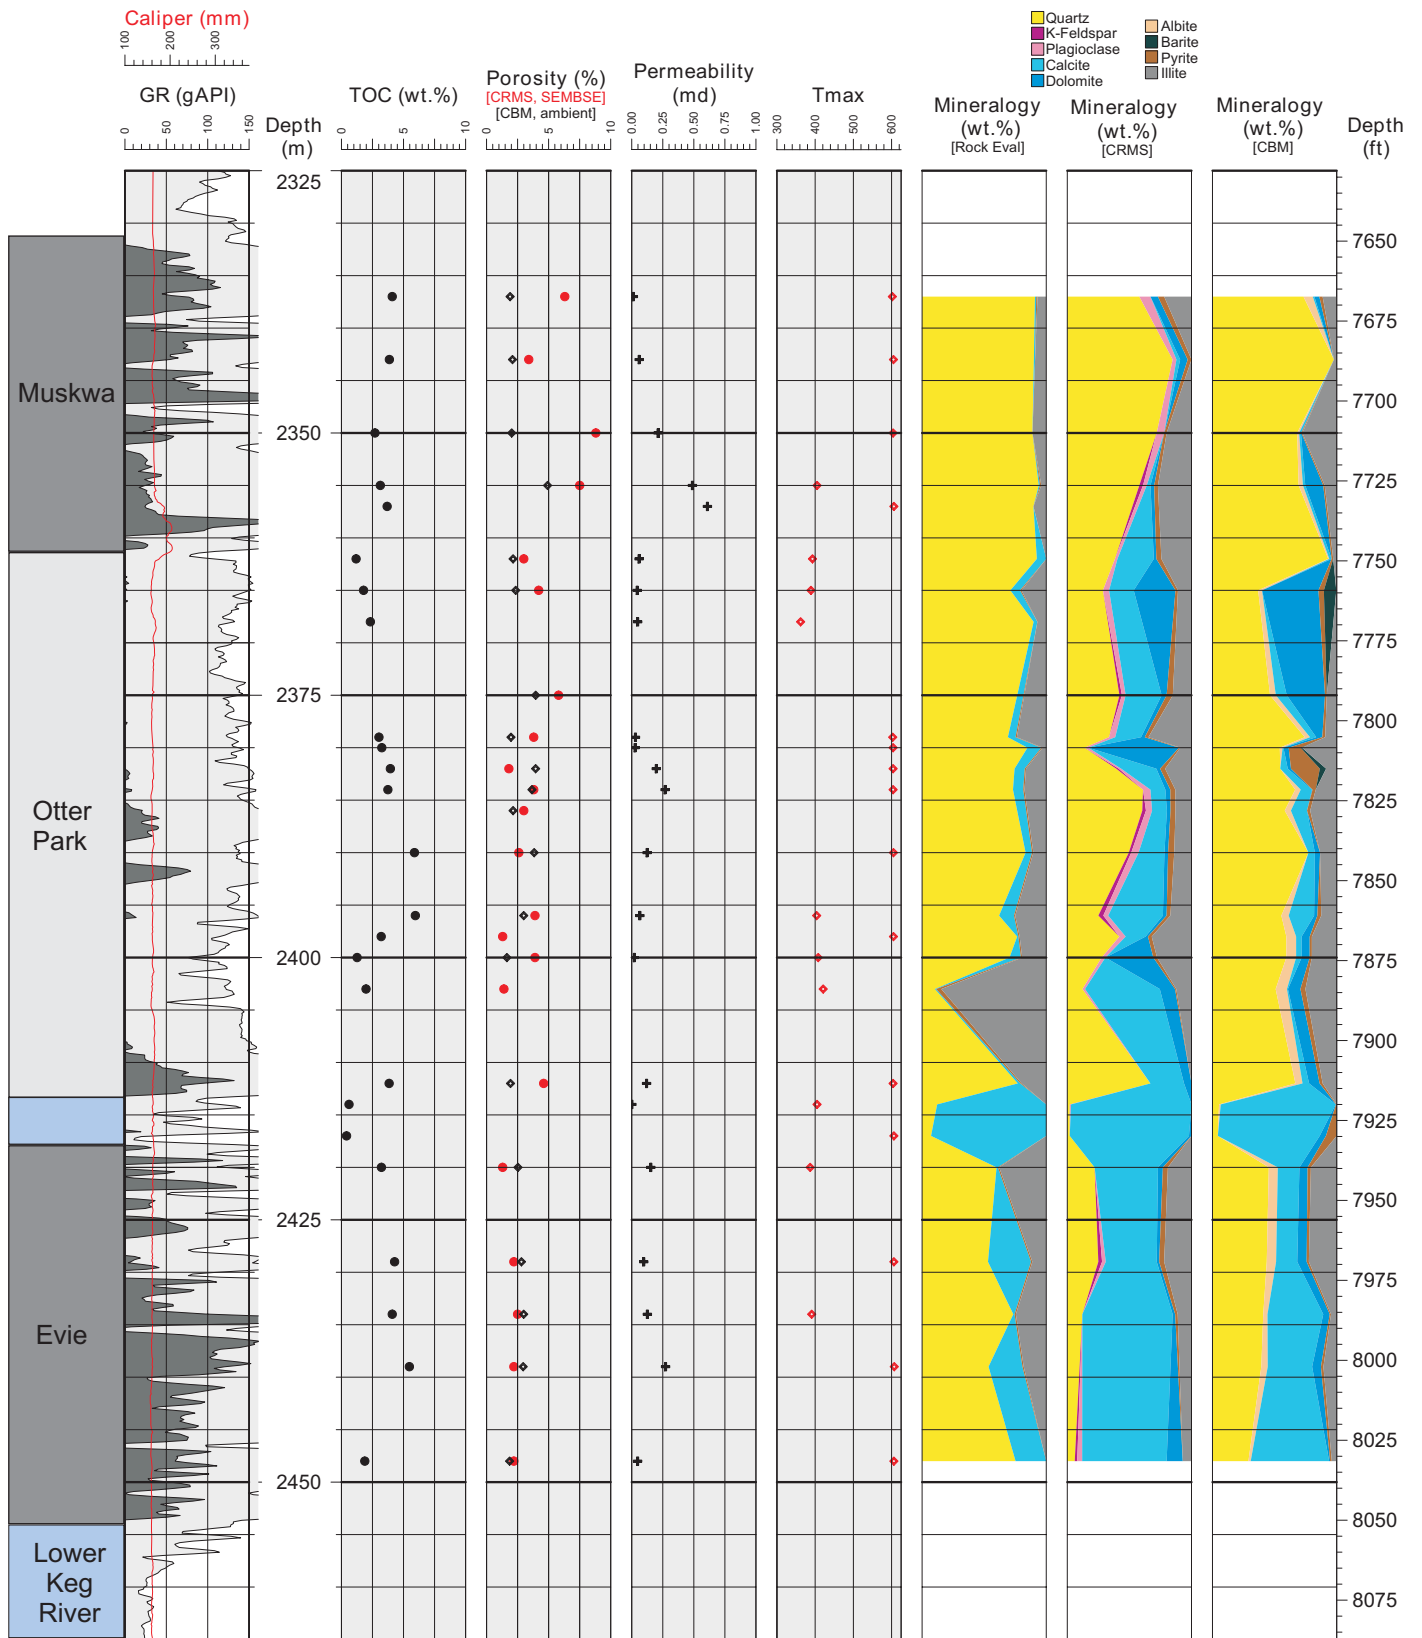 Caliper (mm)
100 200 300
GR (gAPI)
0 50 100 150
Depth
(m)
TOC (wt.%)
0 5 10
Porosity (%)
[CRMS, SEMBSE]
[CBM, ambient]
0 5 10
Permeability
(md)
0.00 0.25 0.50 0.75 1.00
Tmax
300 400 500 600
Quartz
K-Feldspar
Plagioclase
Calcite
Dolomite
Albite
Barite
Pyrite
Illite
Mineralogy
(wt.%)
[Rock Eval]
Mineralogy
(wt.%)
[CRMS]
Mineralogy
(wt.%)
[CBM]
Depth
(ft)
Muskwa
Otter
Park
Evie
Lower
Keg
River
2325
2350
2375
2400
2425
2450
7650
7675
7700
7725
7750
7775
7800
7825
7850
7875
7900
7925
7950
7975
8000
8025
8050
8075